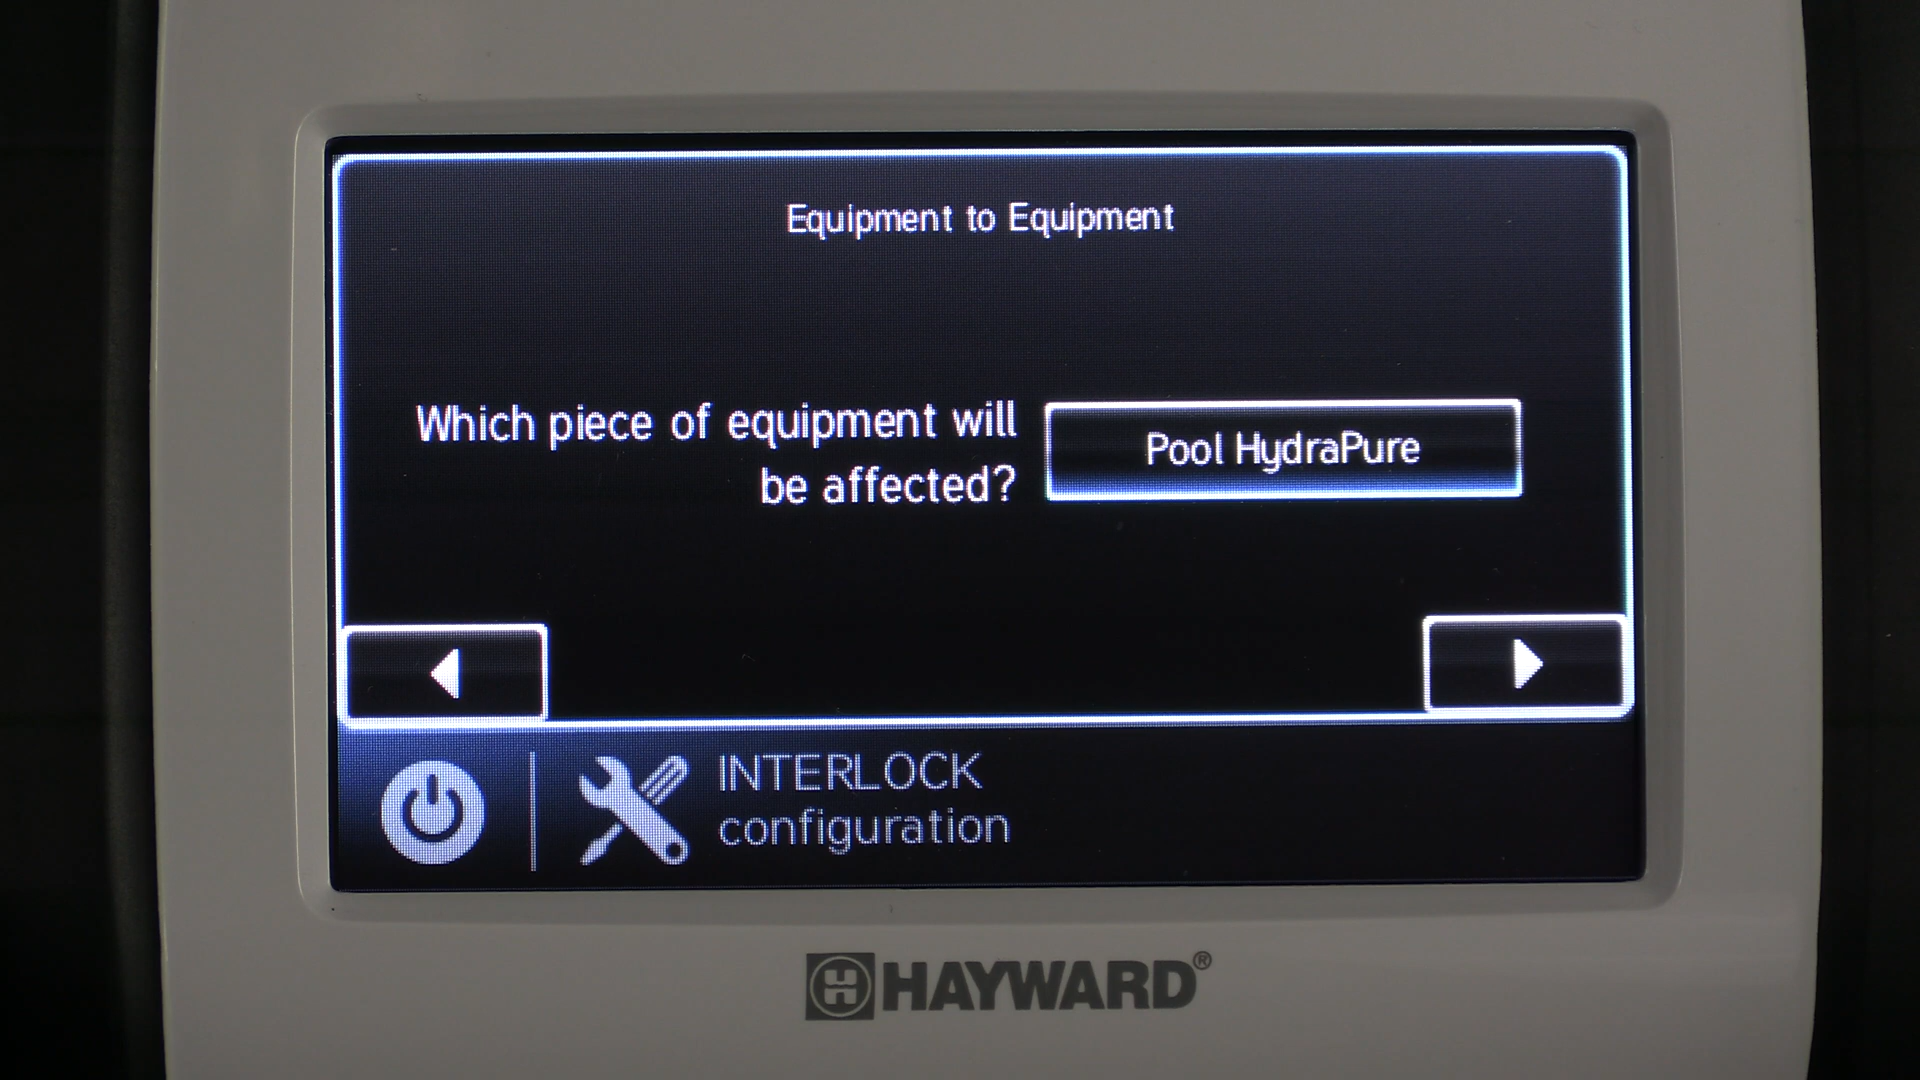 Equipment to Equipment
Which piece of equipment will
be affected?
Pool HydraPure
INTERLOCK
configuration
HAYWARD®